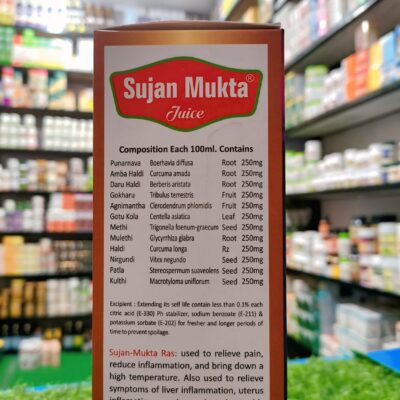 Sujan Mukta®
Juice
Composition Each 100ml. Contains
Punarnava Boerhavia diffusa Root 250mg
Amba Haldi Curcuma amada Root 250mg
Daru Haldi Berberis aristata Root 250mg
Gokharu Tribulus terrestris Fruit 250mg
Agnimantha Clerodendrum phlomidis Fruit 250mg
Gotu Kola Centella asiatica Leaf 250mg
Methi Trigonella foenum-graecum Seed 250mg
Mulethi Glycyrrhiza glabra Root 250mg
Haldi Curcuma longa Rz 250mg
Nirgundi Vitex negundo Seed 250mg
Patla Stereospermum suaveolens Seed 250mg
Kulthi Macrotyloma uniflorum Seed 250mg
Excipient : Extending its self life contain less than 0.3% each
citric acid (E-330) Ph stabilizer, sodium benzoate (E-211) &
potassium sorbate (E-202) for fresher and longer periods of
time to prevent spoilage.
Sujan-Mukta Ras: used to relieve pain,
reduce inflammation, and bring down a
high temperature. Also used to relieve
symptoms of liver inflammation, uterus